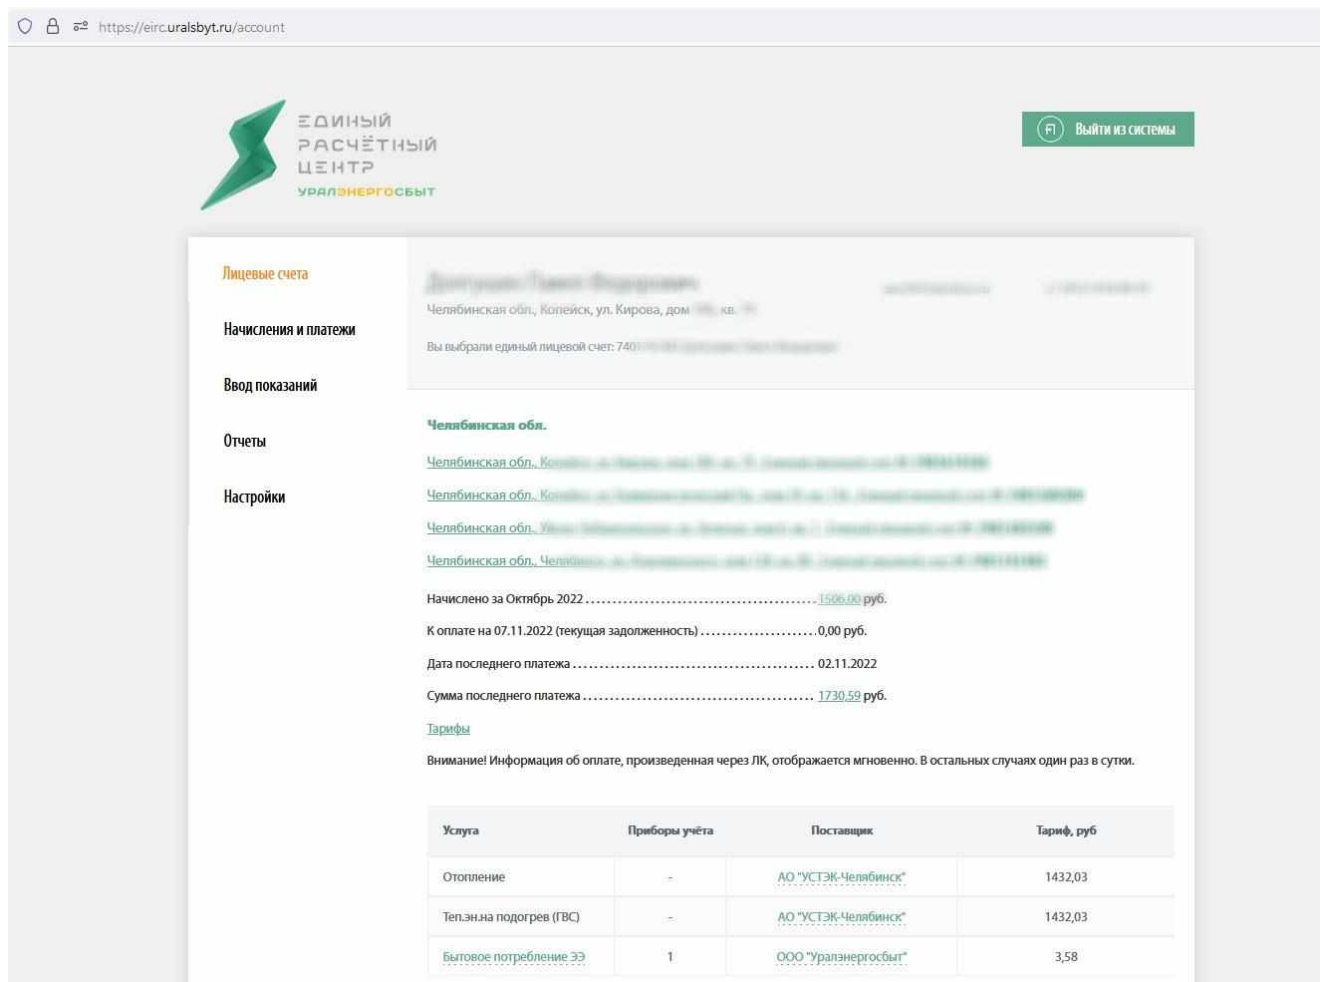 https://eirc.uralsbyt.ru/account
ЕДИНЫЙ
РАСЧЁТНЫЙ
ЦЕНТР
УРАЛЭНЕРГОСБЫТ
Выйти из системы
Лицевые счета
Начисления и платежи
Ввод показаний
Отчеты
Настройки
Челябинская обл., Копейск, ул. Кирова, дом кв.
Вы выбрали единый лицевой счет: 740
Челябинская обл.
Челябинская обл.,
Челябинская обл.,
Челябинская обл.,
Челябинская обл.,
Начислено за Октябрь 2022 1506,00 руб.
К оплате на 07.11.2022 (текущая задолженность) 0,00 руб.
Дата последнего платежа 02.11.2022
Сумма последнего платежа 1730,59 руб.
Тарифы
Внимание! Информация об оплате, произведенная через ЛК, отображается мгновенно. В остальных случаях один раз в сутки.
Услуга Приборы учёта Поставщик Тариф, руб
Отопление - АО "УСТЭК-Челябинск" 1432,03
Теп.эн.на подогрев (ГВС) - АО "УСТЭК-Челябинск" 1432,03
Бытовое потребление ЭЭ 1 ООО "Уралэнергосбыт" 3,58